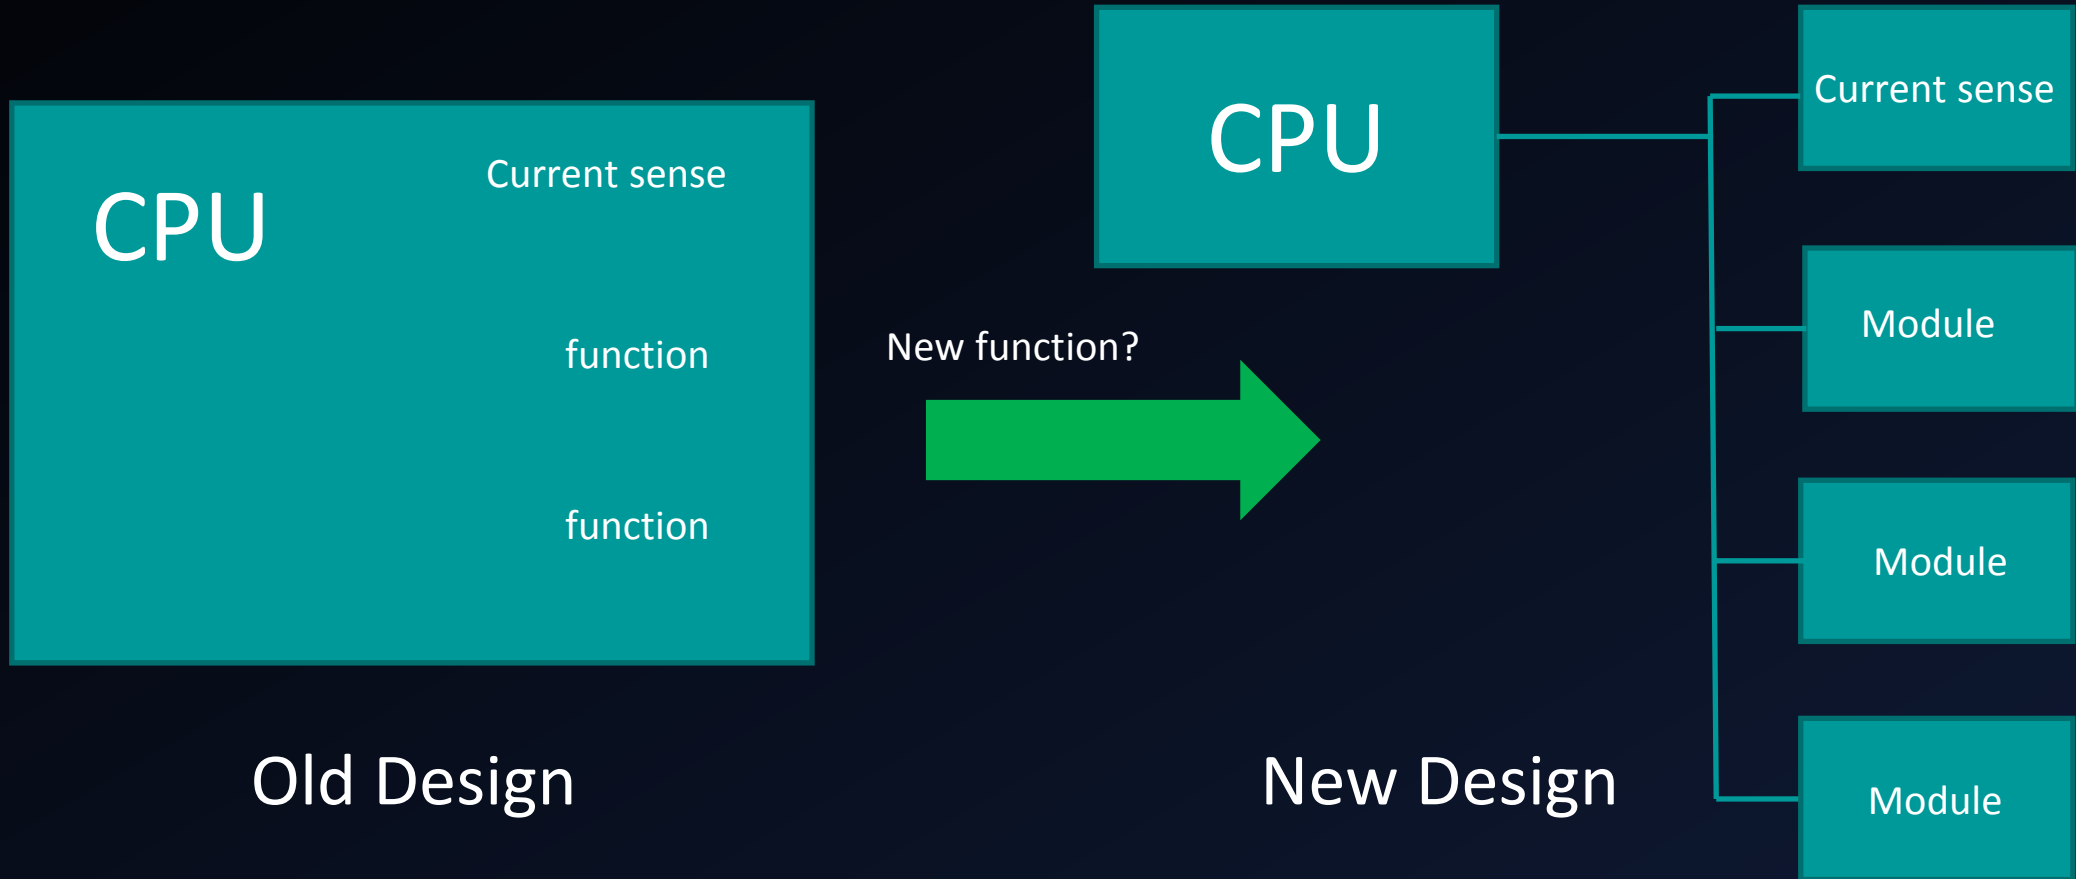 CPU
Current sense
function
function
Old Design
New function?
CPU
Current sense
Module
Module
Module
New Design